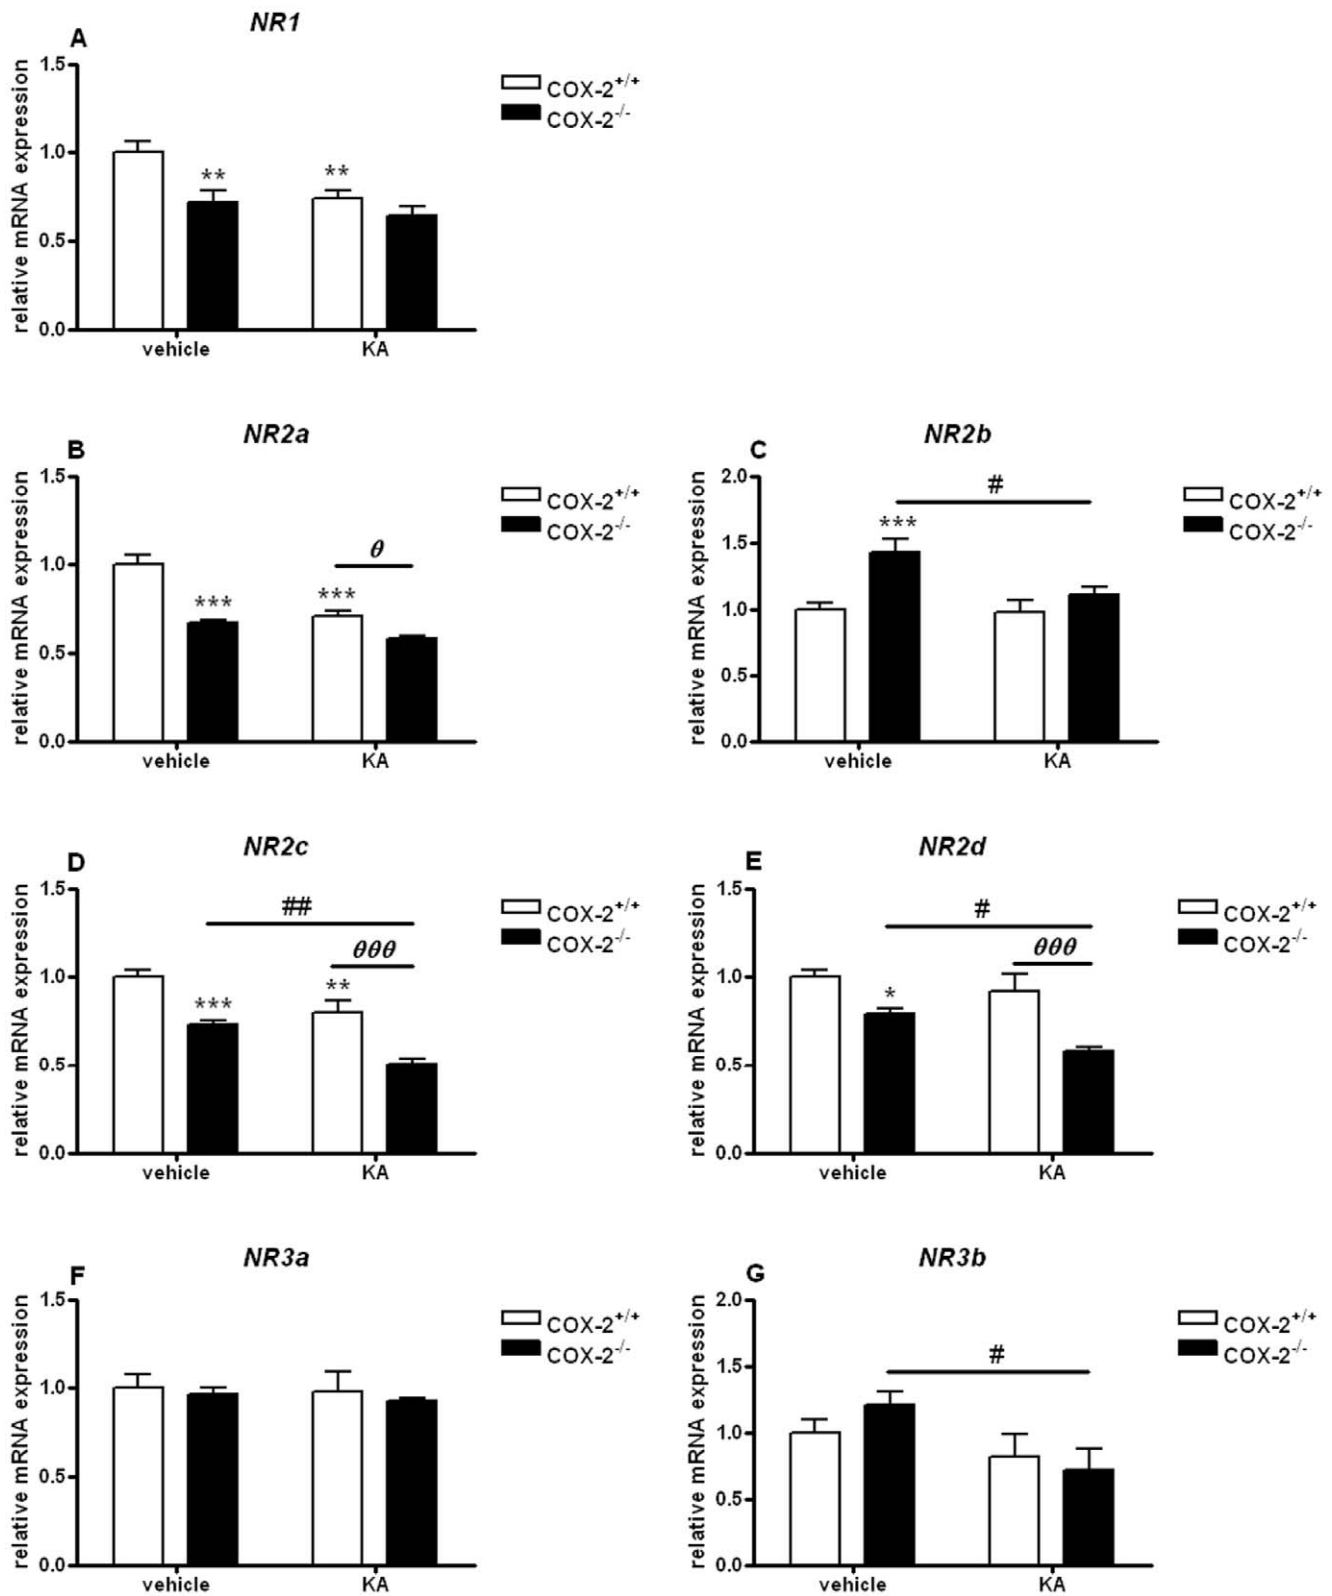 NR1
A
relative mRNA expression
1.5
1.0
0.5
0.0
**
**
vehicle
KA
COX-2+/+
COX-2-/-
NR2a
B
relative mRNA expression
1.5
1.0
0.5
0.0
***
***
θ
vehicle
KA
COX-2+/+
COX-2-/-
NR2b
C
relative mRNA expression
2.0
1.5
1.0
0.5
0.0
***
#
vehicle
KA
COX-2+/+
COX-2-/-
NR2c
D
relative mRNA expression
1.5
1.0
0.5
0.0
##
θθθ
***
**
vehicle
KA
COX-2+/+
COX-2-/-
NR2d
E
relative mRNA expression
1.5
1.0
0.5
0.0
#
θθθ
*
vehicle
KA
COX-2+/+
COX-2-/-
NR3a
F
relative mRNA expression
1.5
1.0
0.5
0.0
vehicle
KA
COX-2+/+
COX-2-/-
NR3b
G
relative mRNA expression
2.0
1.5
1.0
0.5
0.0
#
vehicle
KA
COX-2+/+
COX-2-/-